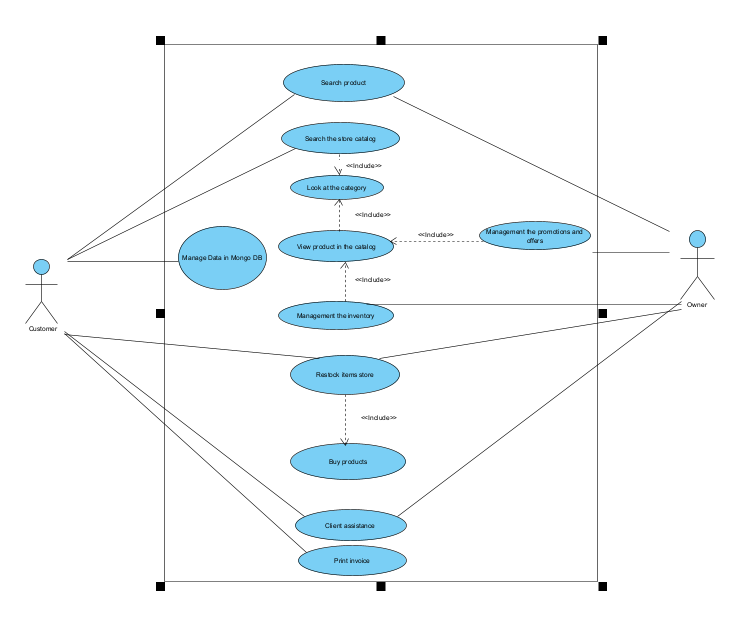 Search product
Search the store catalog
<<Include>>
Look at the category
<<Include>>
Management the promotions and
offers
<<Include>>
View product in the catalog
Manage Data in Mongo DB
<<Include>>
Owner
Management the inventory
Customer
Restock items store
<<Include>>
Buy products
Client assistance
Print invoice